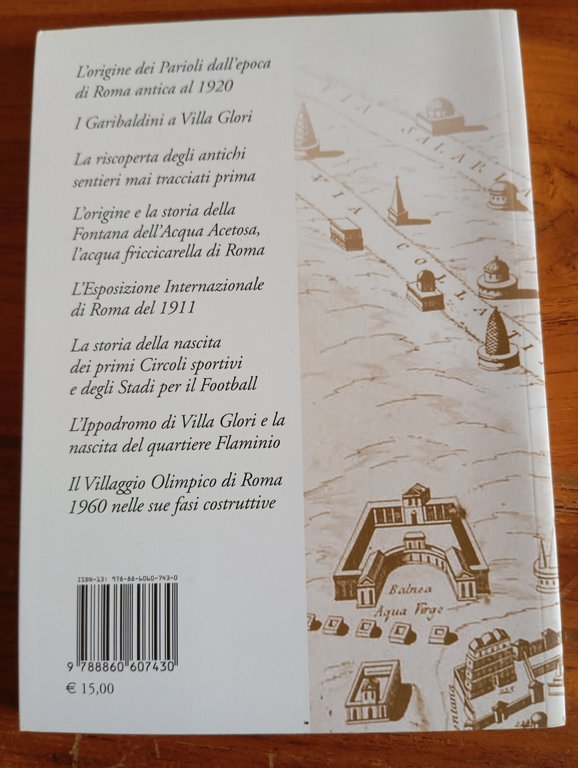 L'origine dei Parioli dall'epoca
di Roma antica al 1920
I Garibaldini a Villa Glori
La riscoperta degli antichi
sentieri mai tracciati prima
L'origine e la storia della
Fontana dell'Acqua Acetosa,
l'acqua friccicarella di Roma
L'Esposizione Internazionale
di Roma del 1911
La storia della nascita
dei primi Circoli sportivi
e degli Stadi per il Football
L'Ippodromo di Villa Glori e la
nascita del quartiere Flaminio
Il Villaggio Olimpico di Roma
1960 nelle sue fasi costruttive
ISBN-13: 978-88-6060-743-0
9 788860 607430
€ 15,00
VIA SALARIA
VIA COLLAT
Balnea
Aqua Virgo
225